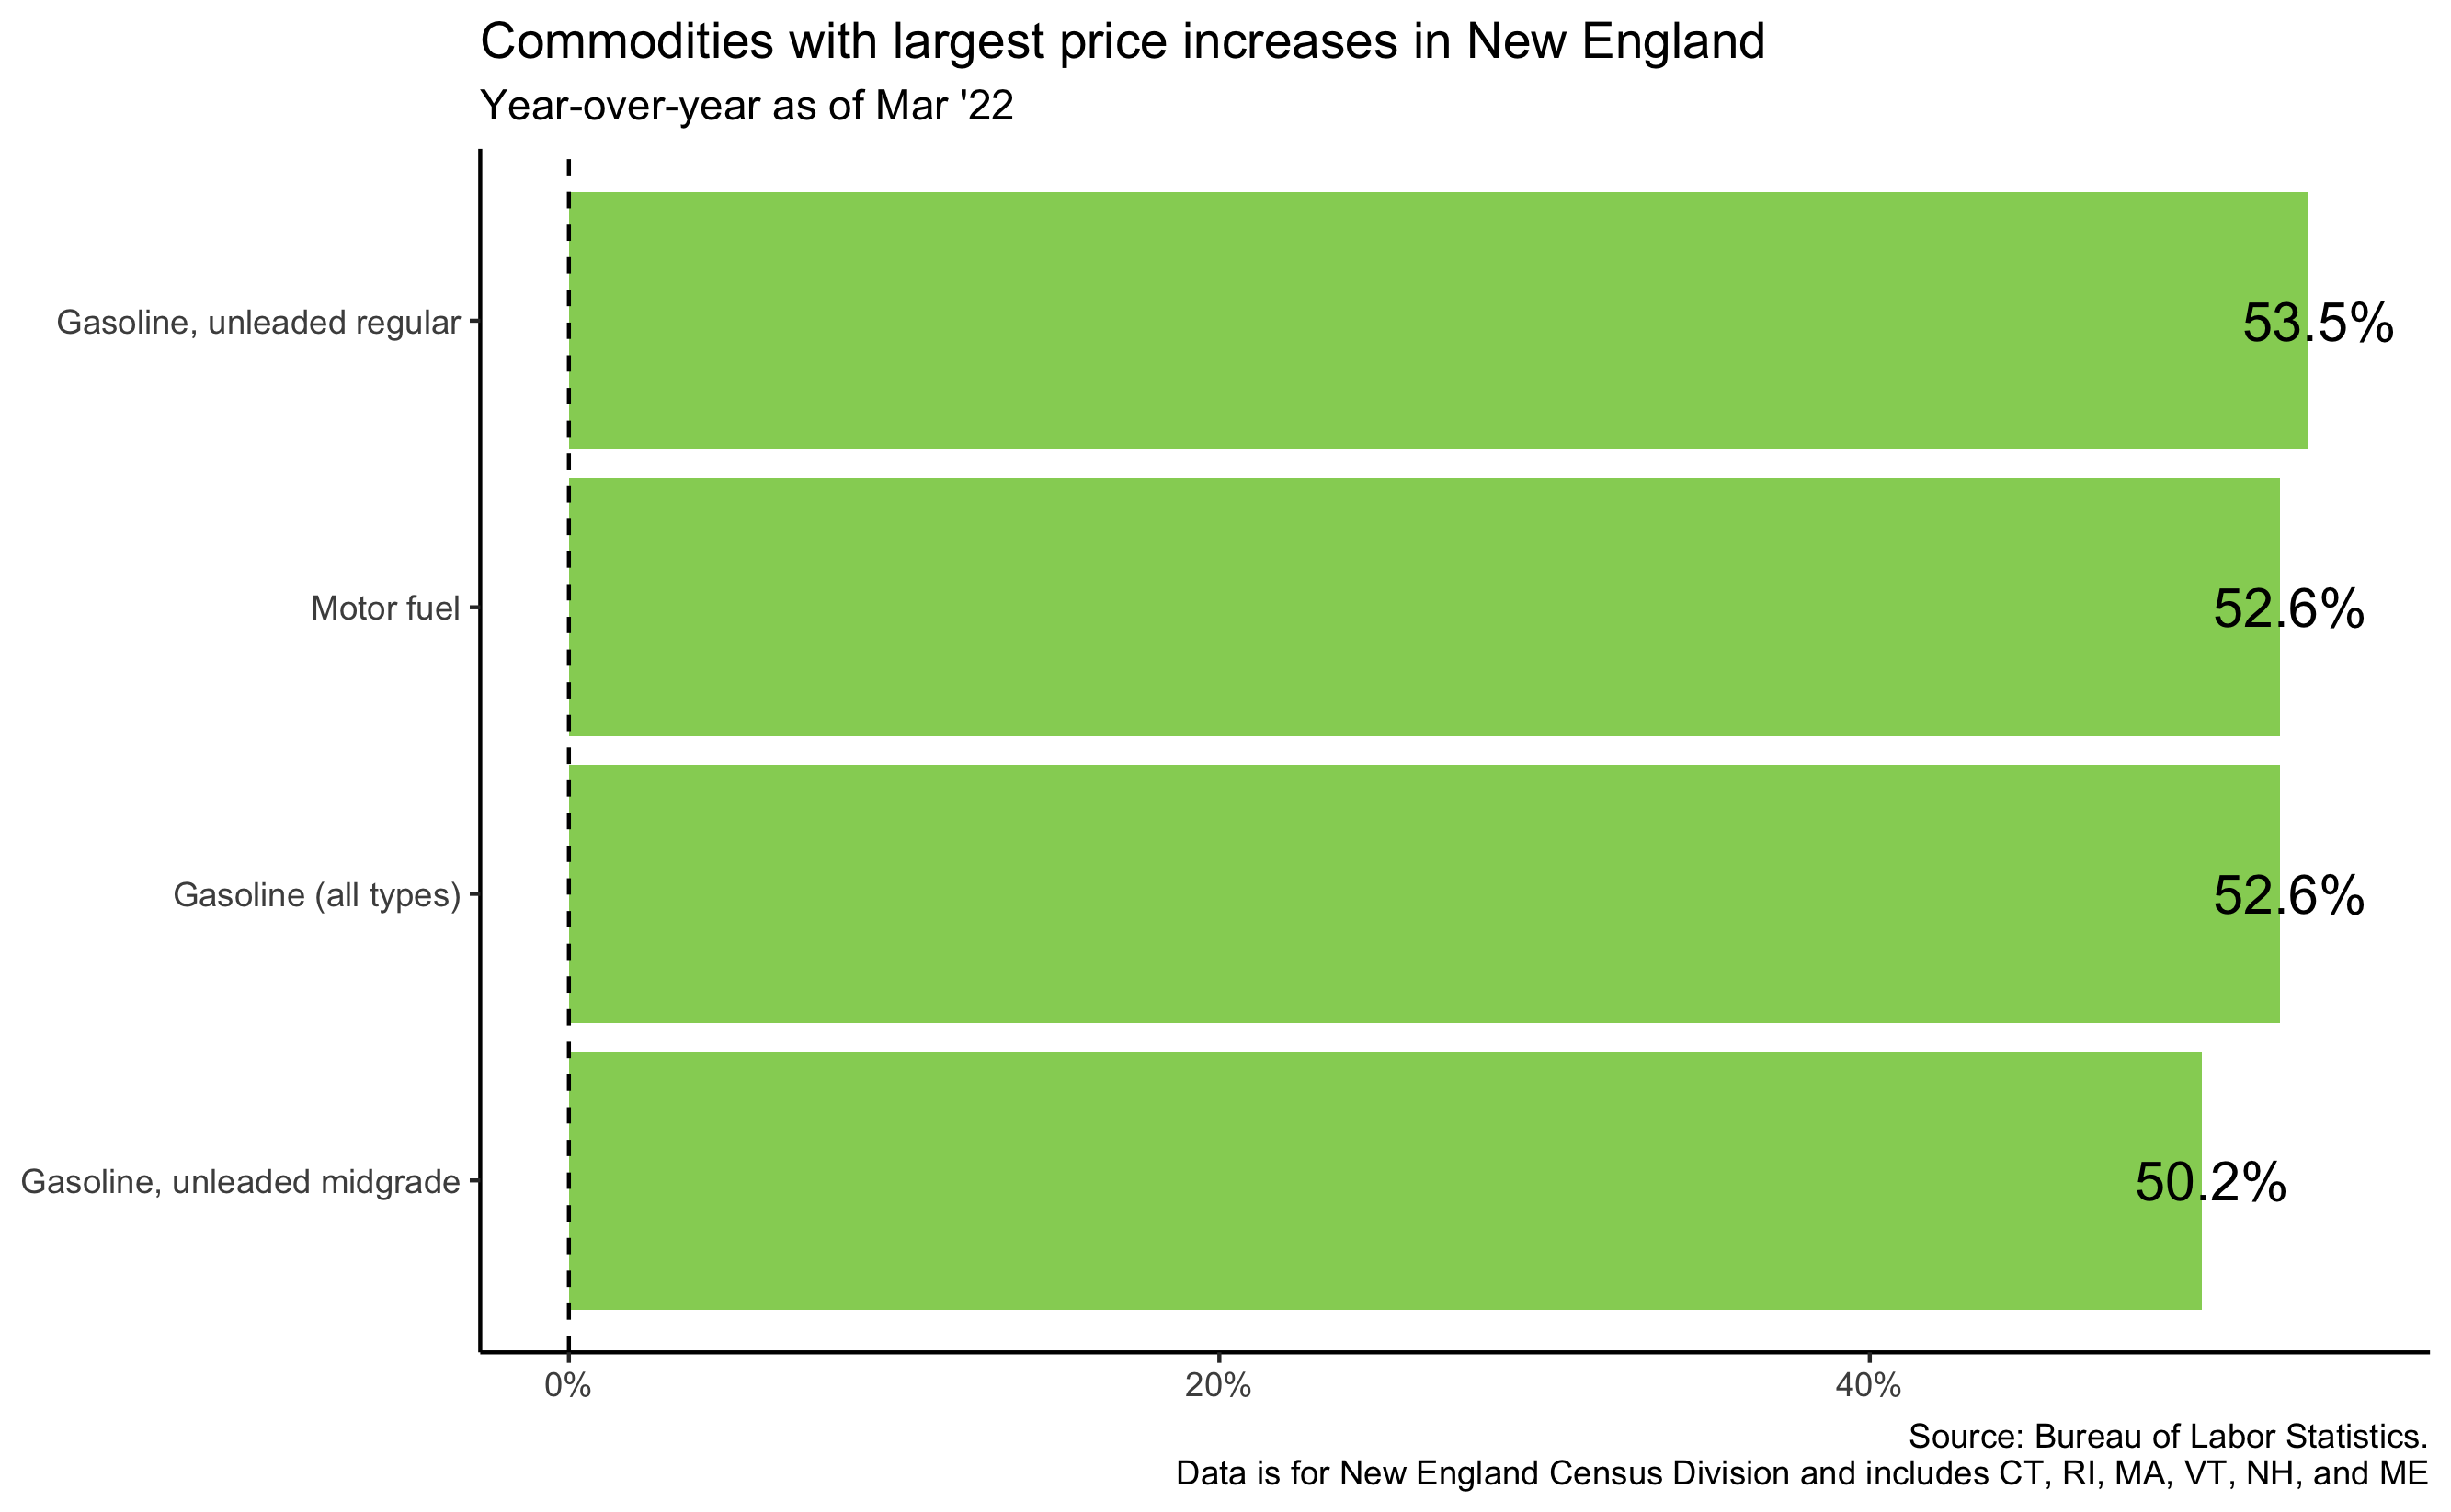 Commodities with largest price increases in New England
Year-over-year as of Mar '22
Gasoline, unleaded regular
53.5%
Motor fuel
52.6%
Gasoline (all types)
52.6%
Gasoline, unleaded midgrade
50.2%
0%
20%
40%
Source: Bureau of Labor Statistics.
Data is for New England Census Division and includes CT, RI, MA, VT, NH, and ME